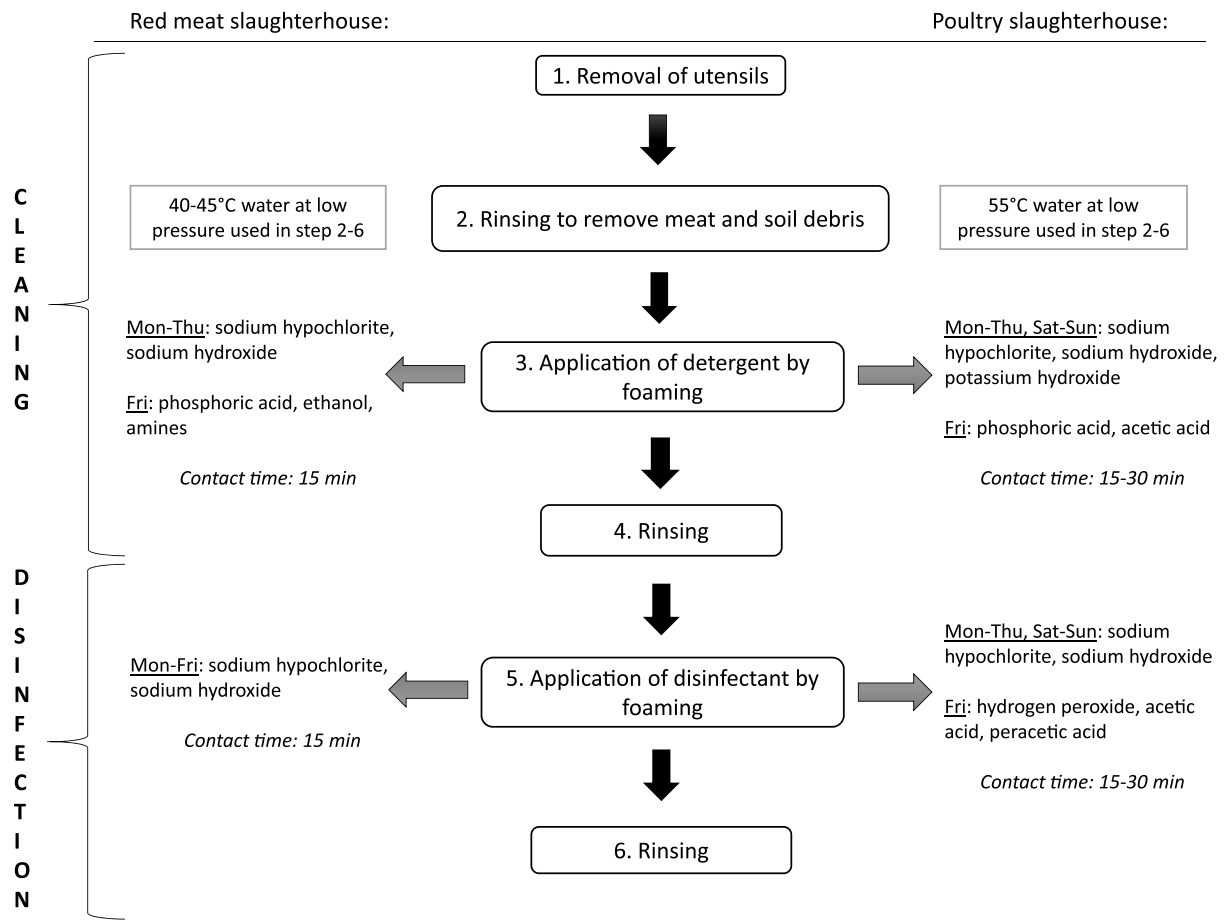 Red meat slaughterhouse:
Poultry slaughterhouse:
CLEANING
1. Removal of utensils
40-45°C water at low
pressure used in step 2-6
2. Rinsing to remove meat and soil debris
55°C water at low
pressure used in step 2-6
Mon-Thu: sodium hypochlorite,
sodium hydroxide
Fri: phosphoric acid, ethanol,
amines
Contact time: 15 min
3. Application of detergent by
foaming
Mon-Thu, Sat-Sun: sodium
hypochlorite, sodium hydroxide,
potassium hydroxide
Fri: phosphoric acid, acetic acid
Contact time: 15-30 min
4. Rinsing
DISINFECTION
Mon-Fri: sodium hypochlorite,
sodium hydroxide
Contact time: 15 min
5. Application of disinfectant by
foaming
Mon-Thu, Sat-Sun: sodium
hypochlorite, sodium hydroxide
Fri: hydrogen peroxide, acetic
acid, peracetic acid
Contact time: 15-30 min
6. Rinsing